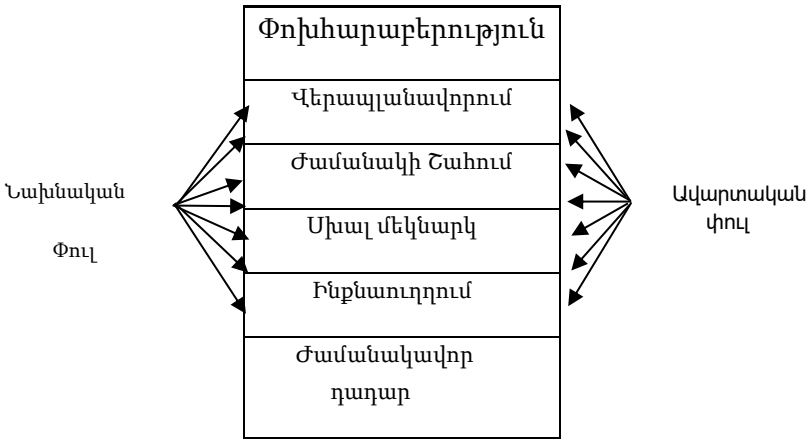 Փոխհարաբերություն
Վերապլանավորում
Ժամանակի Շահում
Սխալ մեկնարկ
Ինքնաուղղում
Ժամանակավոր
դադար
Նախնական
Փուլ
Ավարտական
փուլ